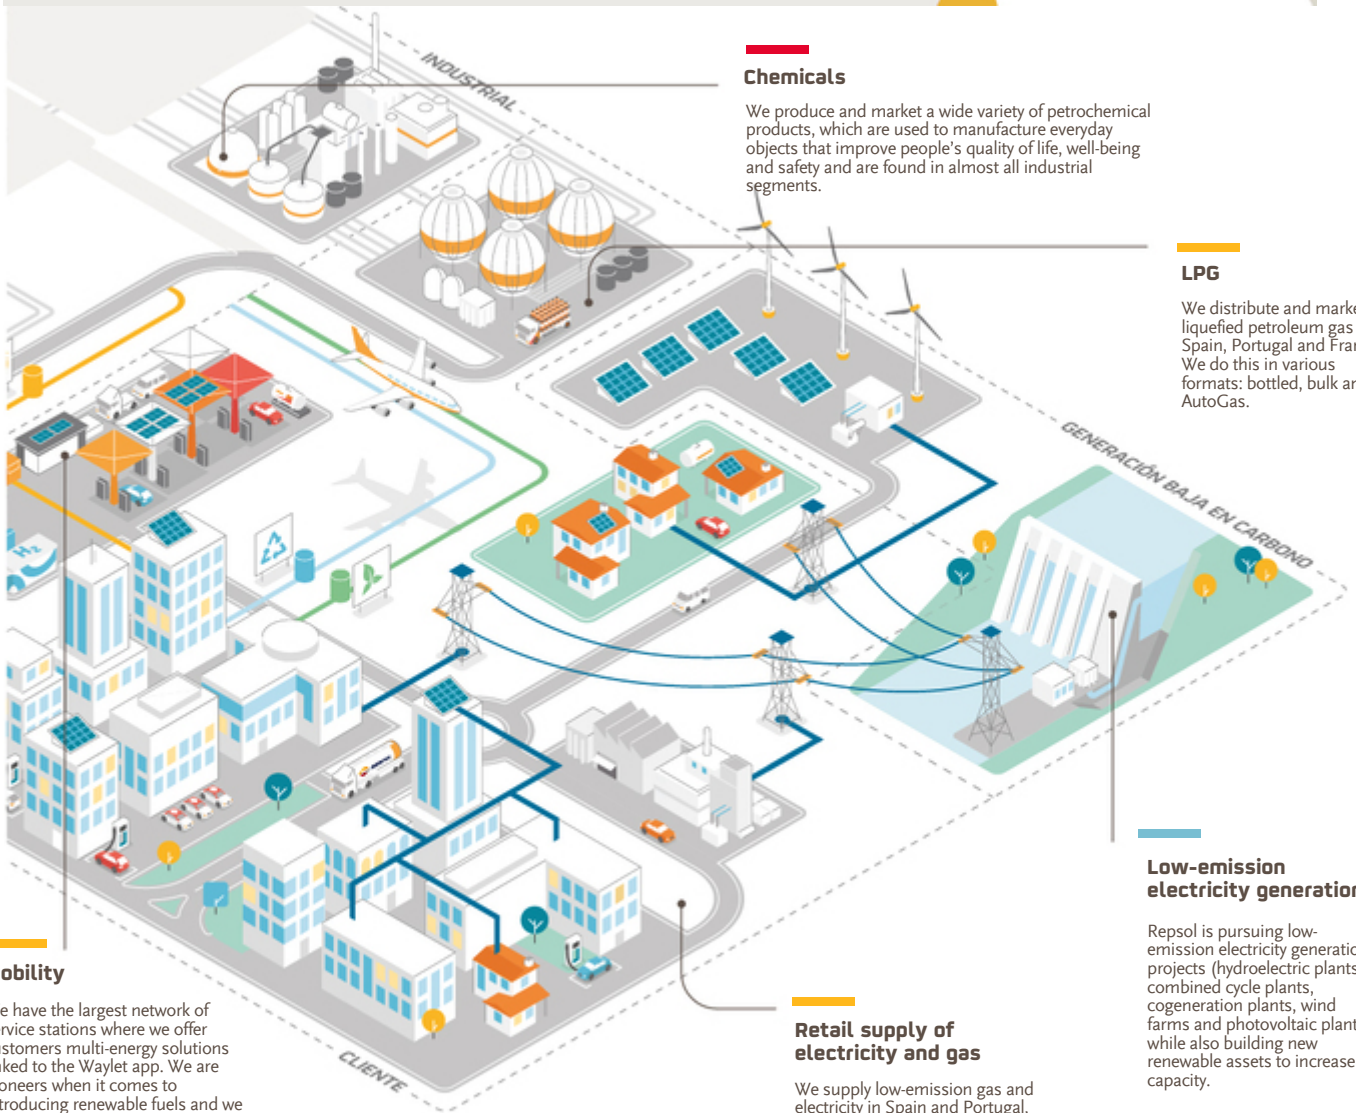 INDUSTRIAL
Chemicals
We produce and market a wide variety of petrochemical
products, which are used to manufacture everyday
objects that improve people’s quality of life, well-being
and safety and are found in almost all industrial
segments.
LPG
We distribute and marke
liquefied petroleum gas
Spain, Portugal and Fran
We do this in various
formats: bottled, bulk an
AutoGas.
GENERACIÓN BAJA EN CARBONO
H2
Low-emission
electricity generation
Repsol is pursuing low-
emission electricity generatio
projects (hydroelectric plants
combined cycle plants,
cogeneration plants, wind
farms and photovoltaic plant
while also building new
renewable assets to increase
capacity.
obility
e have the largest network of
rvice stations where we offer
ustomers multi-energy solutions
ked to the Waylet app. We are
oneers when it comes to
troducing renewable fuels and we
CLIENTE
Retail supply of
electricity and gas
We supply low-emission gas and
electricity in Spain and Portugal,